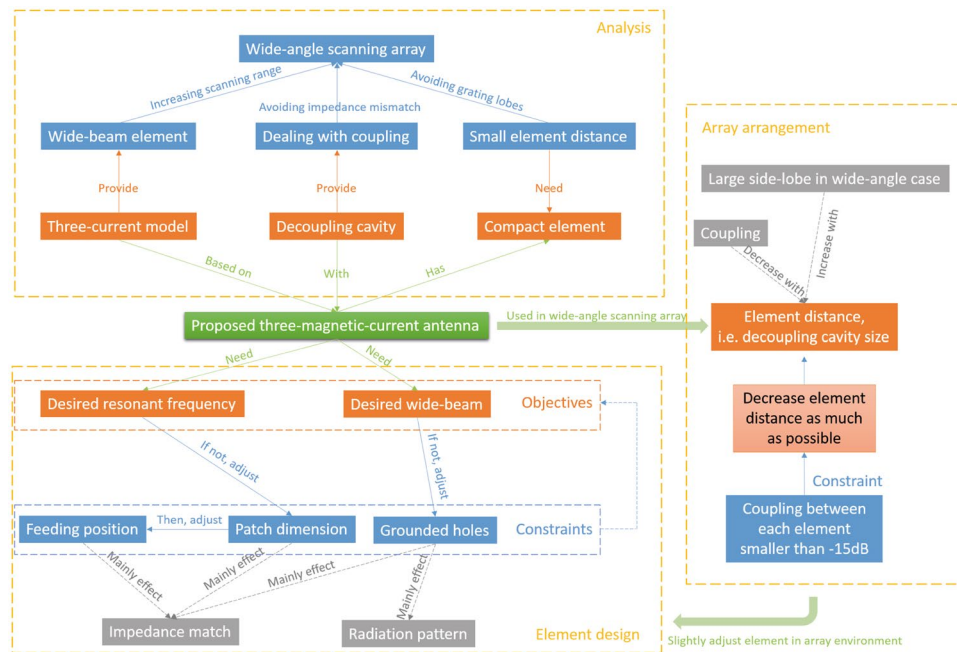 Analysis
Wide-angle scanning array
Increasing scanning range
Avoiding impedance mismatch
Avoiding grating lobes
Wide-beam element
Dealing with coupling
Small element distance
Provide
Provide
Need
Three-current model
Decoupling cavity
Compact element
Based on
With
Has
Proposed three-magnetic-current antenna
Used in wide-angle scanning array
Array arrangement
Large side-lobe in wide-angle case
Coupling
Decrease with
Increase with
Element distance,
i.e. decoupling cavity size
Decrease element
distance as much
as possible
Constraint
Coupling between
each element
smaller than -15dB
Need
Need
Desired resonant frequency
Desired wide-beam
Objectives
If not, adjust
If not, adjust
Feeding position
Then, adjust
Patch dimension
Grounded holes
Constraints
Mainly effect
Mainly effect
Mainly effect
Mainly effect
Impedance match
Radiation pattern
Element design
Slightly adjust element in array environment